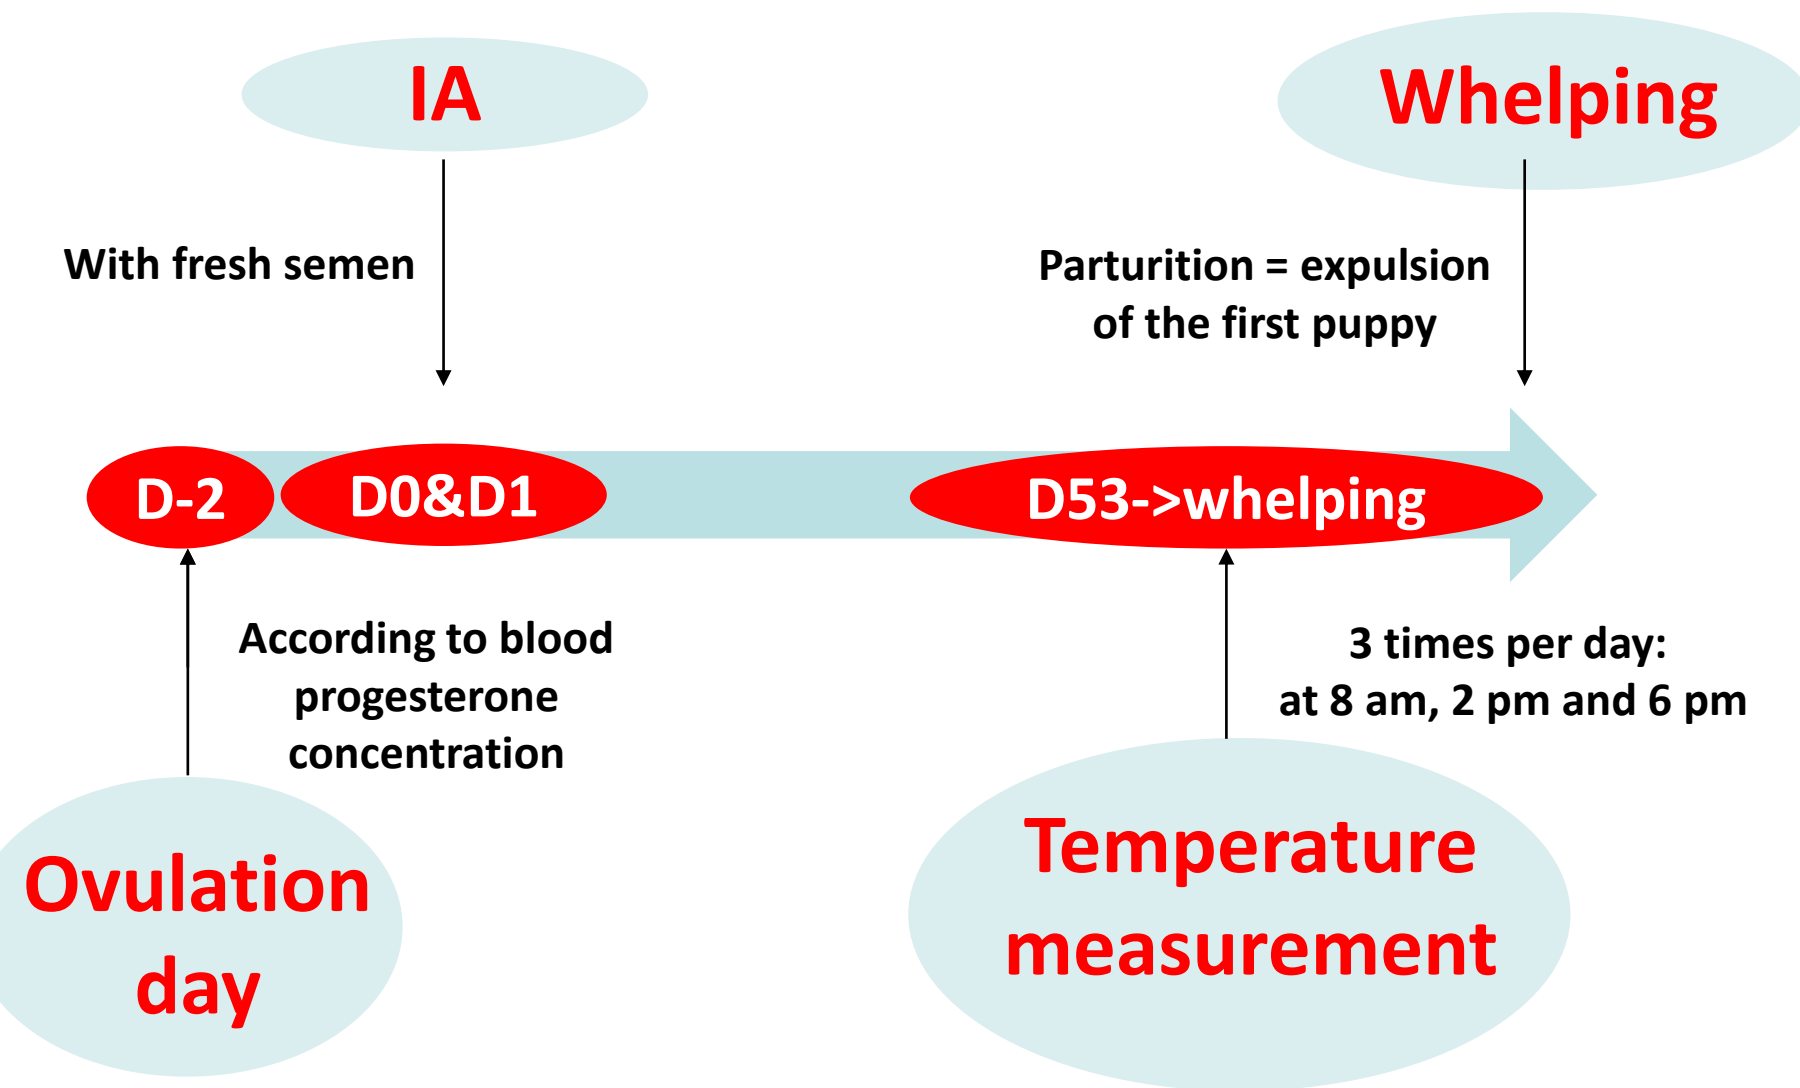 IA
Whelping
With fresh semen
Parturition = expulsion
of the first puppy
D-2
D0&D1
D53->whelping
According to blood
progesterone
concentration
3 times per day:
at 8 am, 2 pm and 6 pm
Ovulation
day
Temperature
measurement